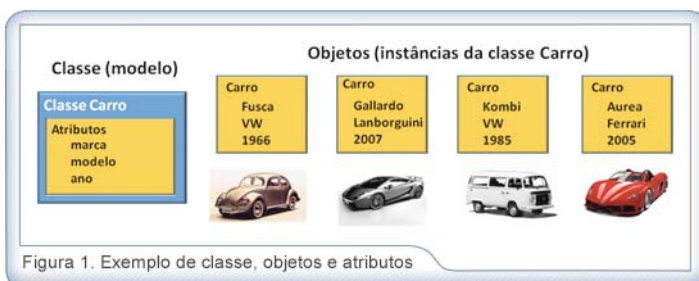 Objetos (instâncias da classe Carro)
Classe (modelo)
Classe Carro
Atributos
marca
modelo
ano
Carro
Fusca
VW
1966
Carro
Gallardo
Lanborguini
2007
Carro
Kombi
VW
1985
Carro
Aurea
Ferrari
2005
Figura 1. Exemplo de classe, objetos e atributos